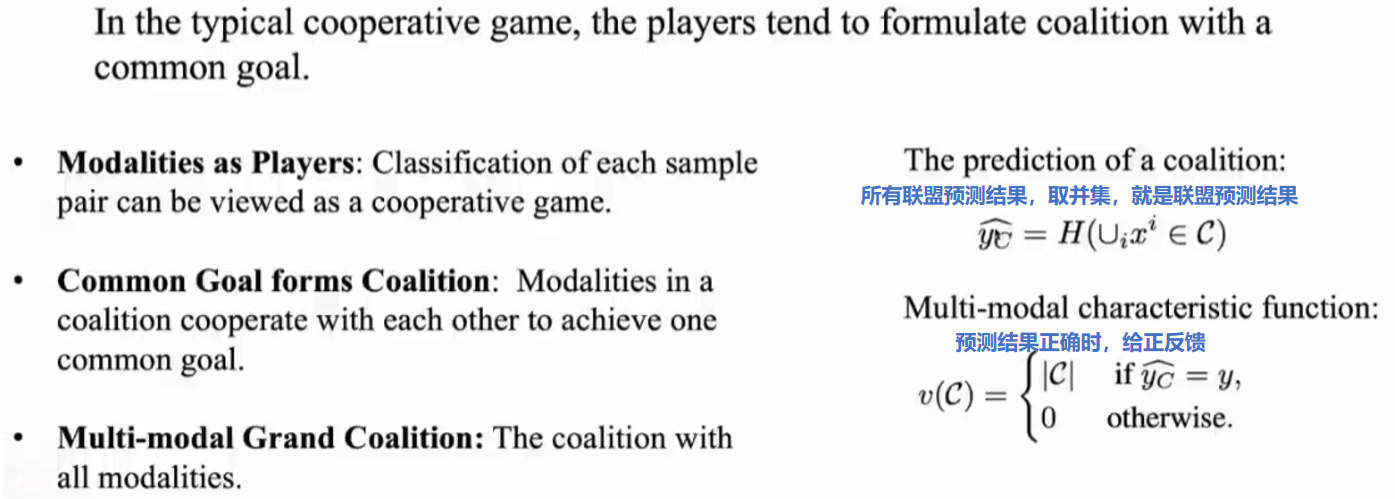 In the typical cooperative game, the players tend to formulate coalition with a
common goal.
• Modalities as Players: Classification of each sample
pair can be viewed as a cooperative game.
• Common Goal forms Coalition: Modalities in a
coalition cooperate with each other to achieve one
common goal.
• Multi-modal Grand Coalition: The coalition with
all modalities.
The prediction of a coalition:
所有联盟预测结果，取并集，就是联盟预测结果
$\widehat{y_C} = H(\cup_i x^i \in \mathcal{C})$
Multi-modal characteristic function:
预测结果正确时，给正反馈
$v(\mathcal{C}) = \begin{cases} |\mathcal{C}| & \text{if } \widehat{y_C} = y, \\ 0 & \text{otherwise.} \end{cases}$